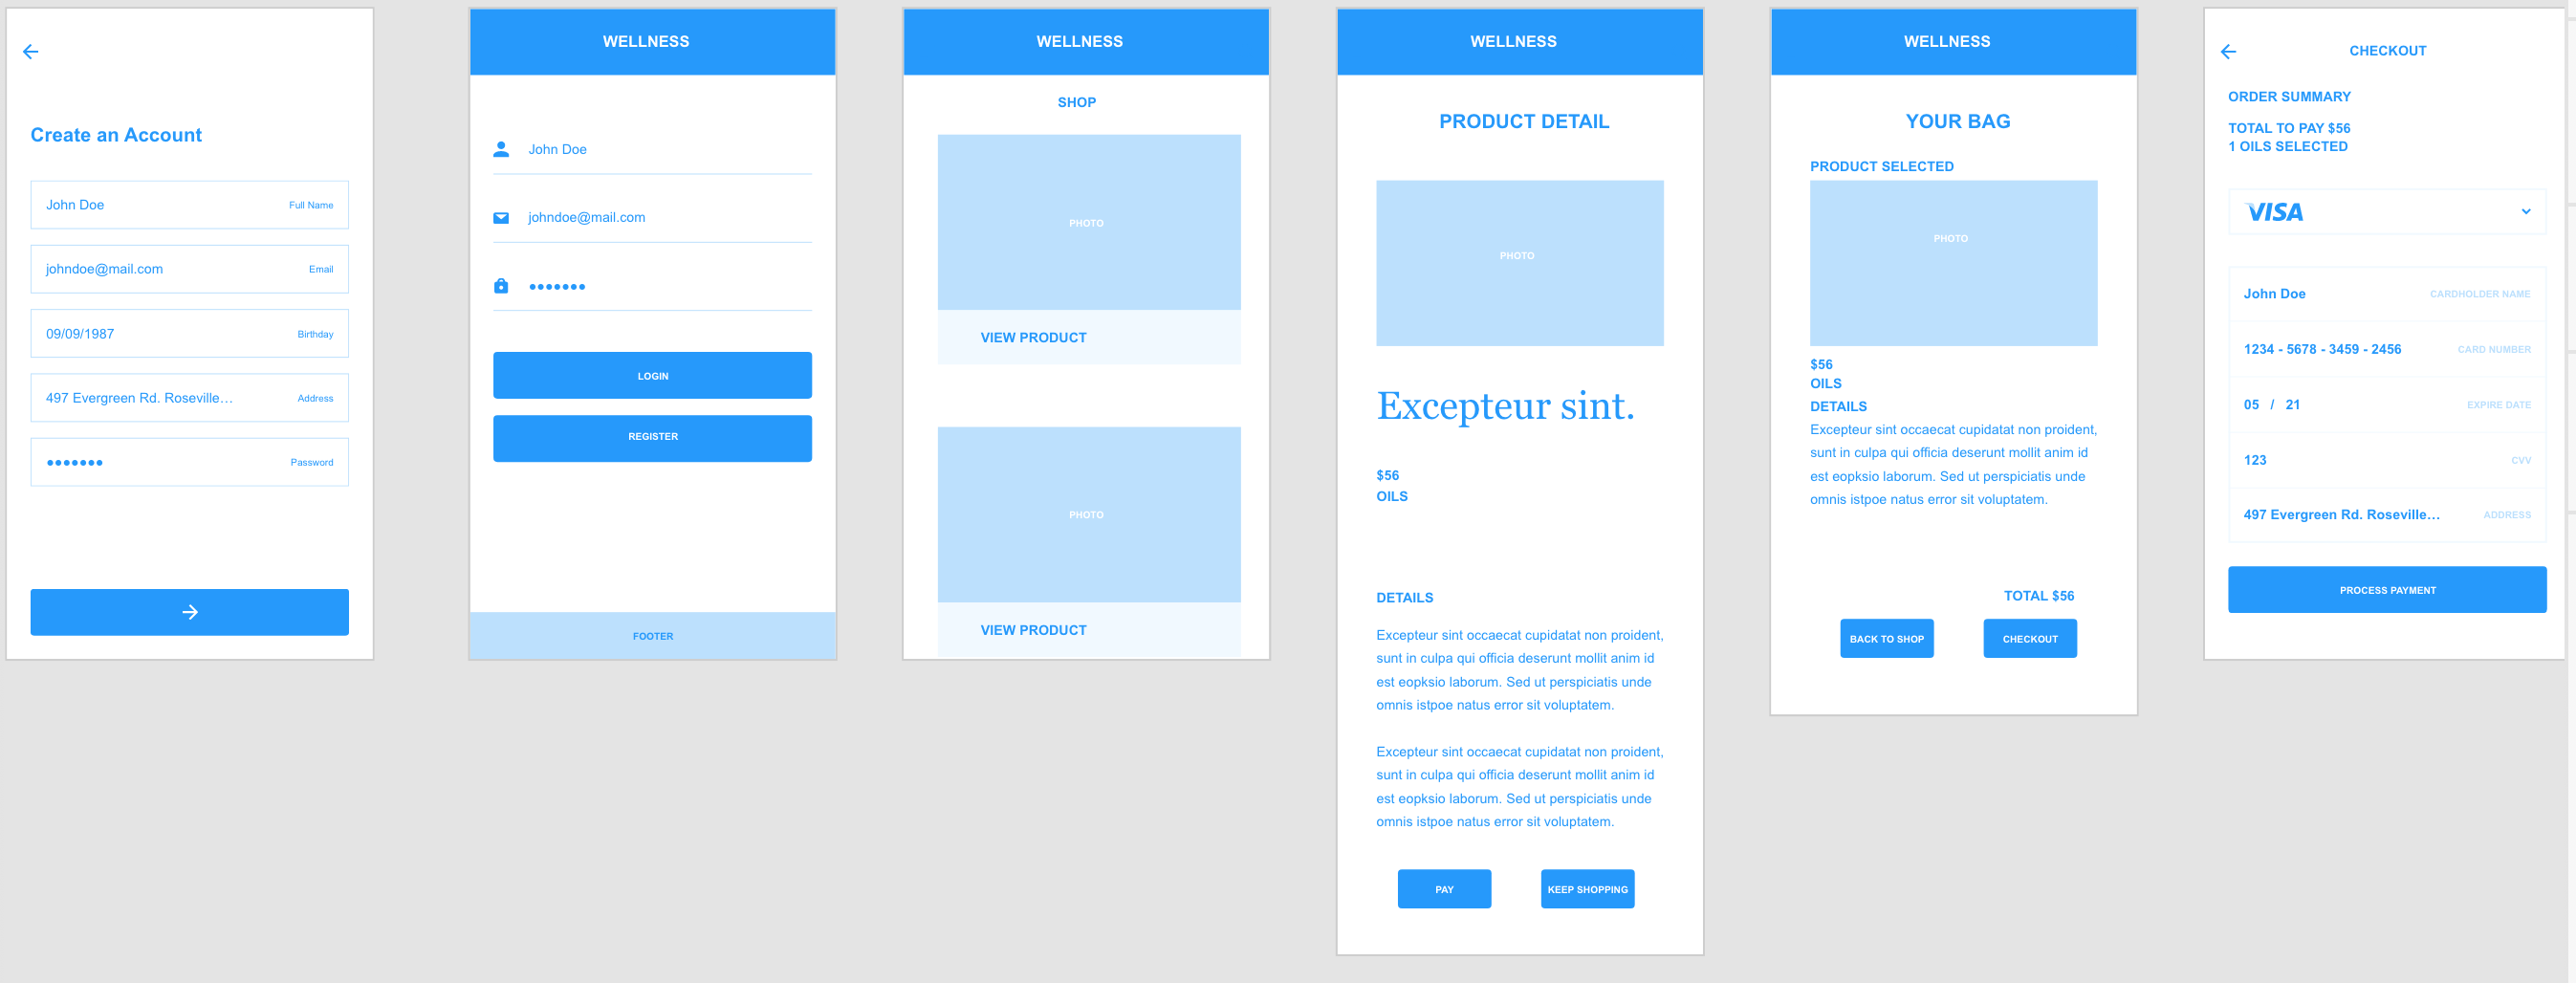 Create an Account
John Doe Full Name
johndoe@mail.com Email
09/09/1987 Birthday
497 Evergreen Rd. Roseville... Address
••••••• Password
WELLNESS
John Doe
johndoe@mail.com
•••••••
LOGIN
REGISTER
FOOTER
WELLNESS
SHOP
PHOTO
VIEW PRODUCT
PHOTO
VIEW PRODUCT
WELLNESS
PRODUCT DETAIL
PHOTO
Excepteur sint.
$56
OILS
DETAILS
Excepteur sint occaecat cupidatat non proident,
sunt in culpa qui officia deserunt mollit anim id
est eopksio laborum. Sed ut perspiciatis unde
omnis istpoe natus error sit voluptatem.
Excepteur sint occaecat cupidatat non proident,
sunt in culpa qui officia deserunt mollit anim id
est eopksio laborum. Sed ut perspiciatis unde
omnis istpoe natus error sit voluptatem.
PAY KEEP SHOPPING
WELLNESS
YOUR BAG
PRODUCT SELECTED
PHOTO
$56
OILS
DETAILS
Excepteur sint occaecat cupidatat non proident,
sunt in culpa qui officia deserunt mollit anim id
est eopksio laborum. Sed ut perspiciatis unde
omnis istpoe natus error sit voluptatem.
TOTAL $56
BACK TO SHOP CHECKOUT
CHECKOUT
ORDER SUMMARY
TOTAL TO PAY $56
1 OILS SELECTED
VISA
John Doe CARDHOLDER NAME
1234 - 5678 - 3459 - 2456 CARD NUMBER
05 / 21 EXPIRE DATE
123 CVV
497 Evergreen Rd. Roseville... ADDRESS
PROCESS PAYMENT